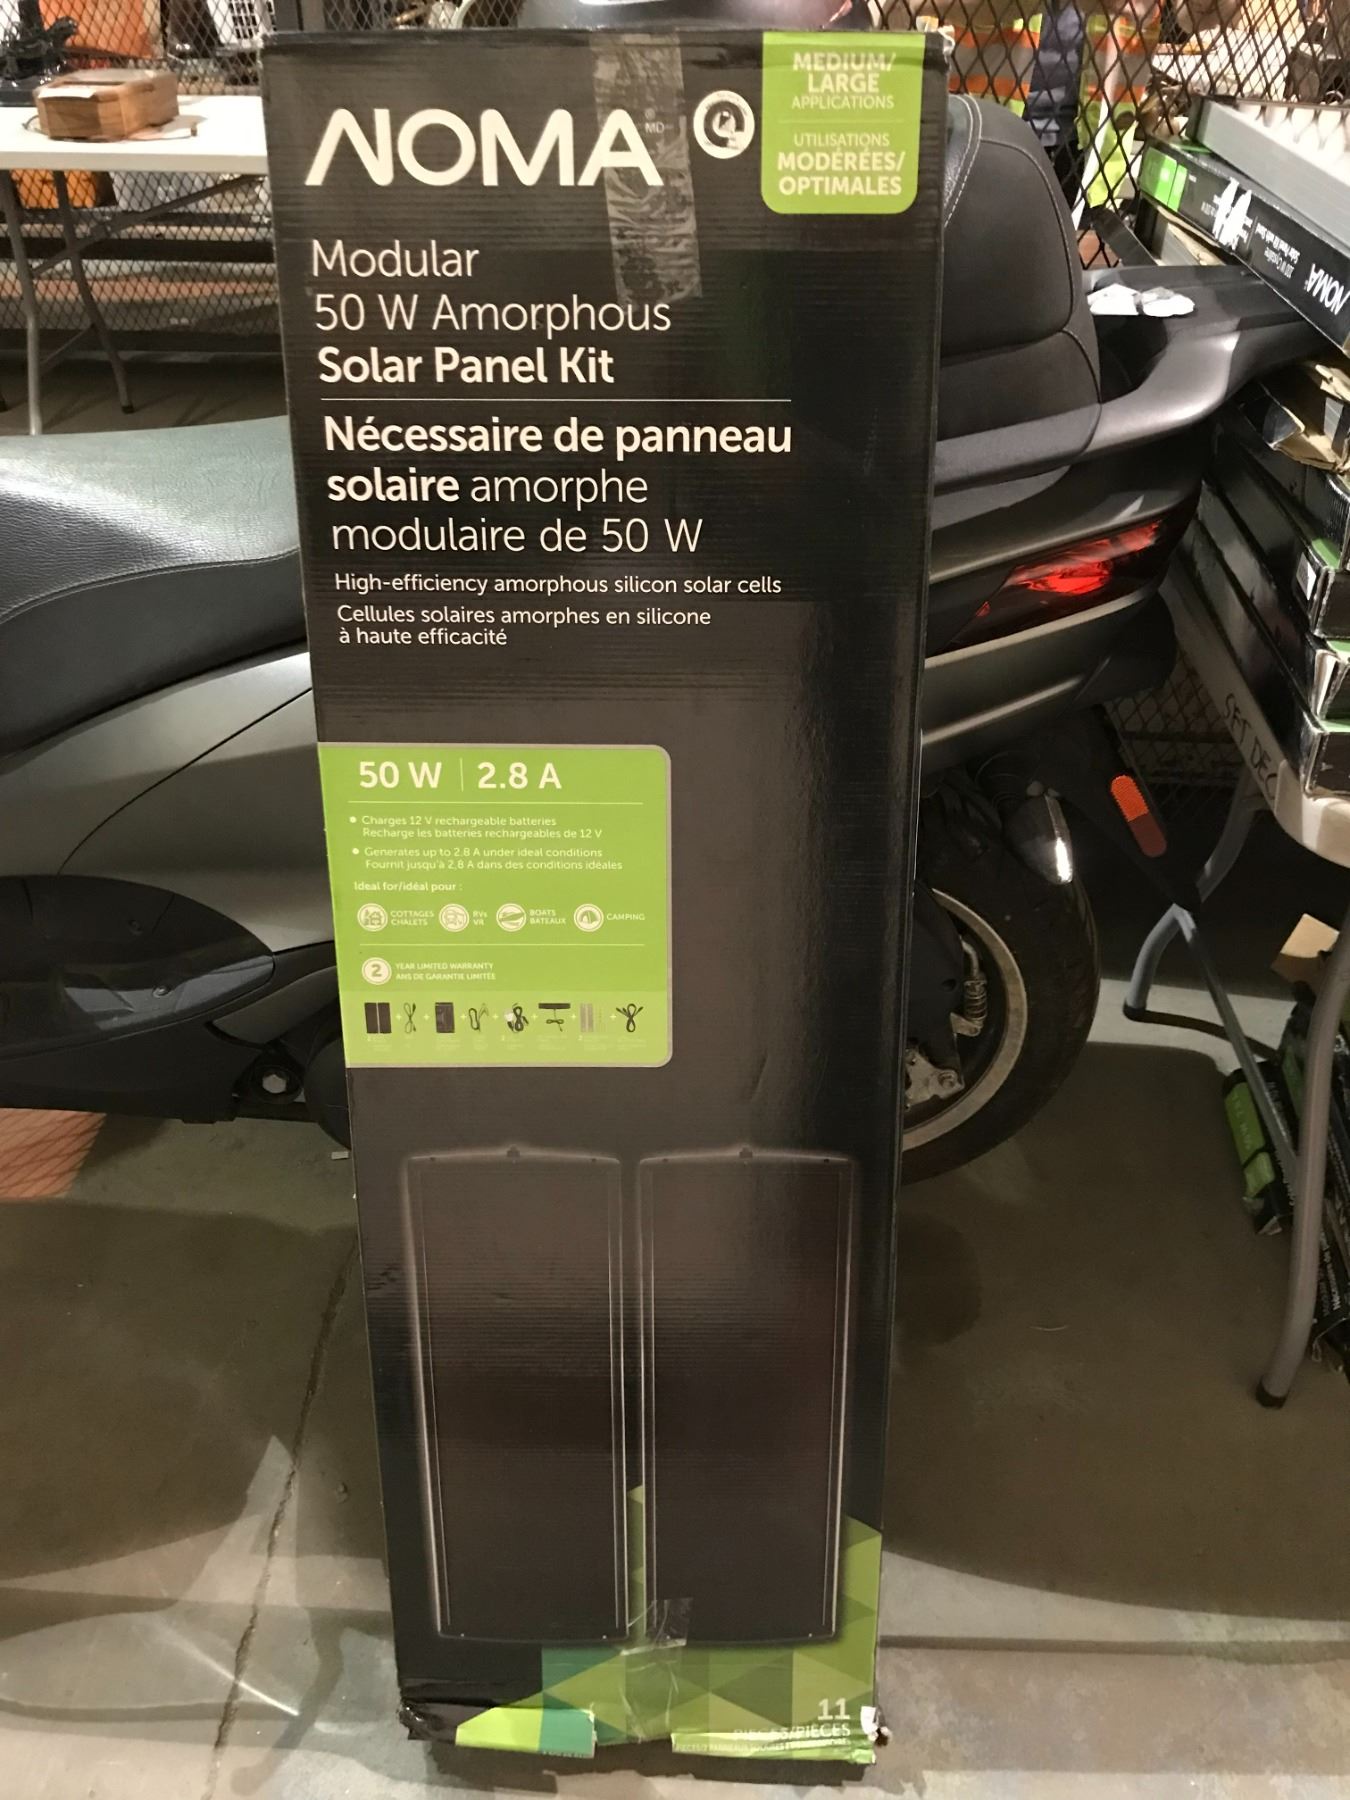 NOMA
MD
MEDIUM/
LARGE
APPLICATIONS
UTILISATIONS
MODÉRÉES/
OPTIMALES
Modular
50 W Amorphous
Solar Panel Kit
Nécessaire de panneau
solaire amorphe
modulaire de 50 W
High-efficiency amorphous silicon solar cells
Cellules solaires amorphes en silicone
à haute efficacité
50 W | 2.8 A
• Charges 12 V rechargeable batteries
Recharge les batteries rechargeables de 12 V
• Generates up to 2.8 A under ideal conditions
Fournit jusqu'à 2,8 A dans des conditions idéales
Ideal for/idéal pour :
COTTAGES
CHALETS
RVs
VR
BOATS
BATEAUX
CAMPING
2
YEAR LIMITED WARRANTY
ANS DE GARANTIE LIMITÉE
11
PIECES/PIÈCES
NOMA
SET DEC